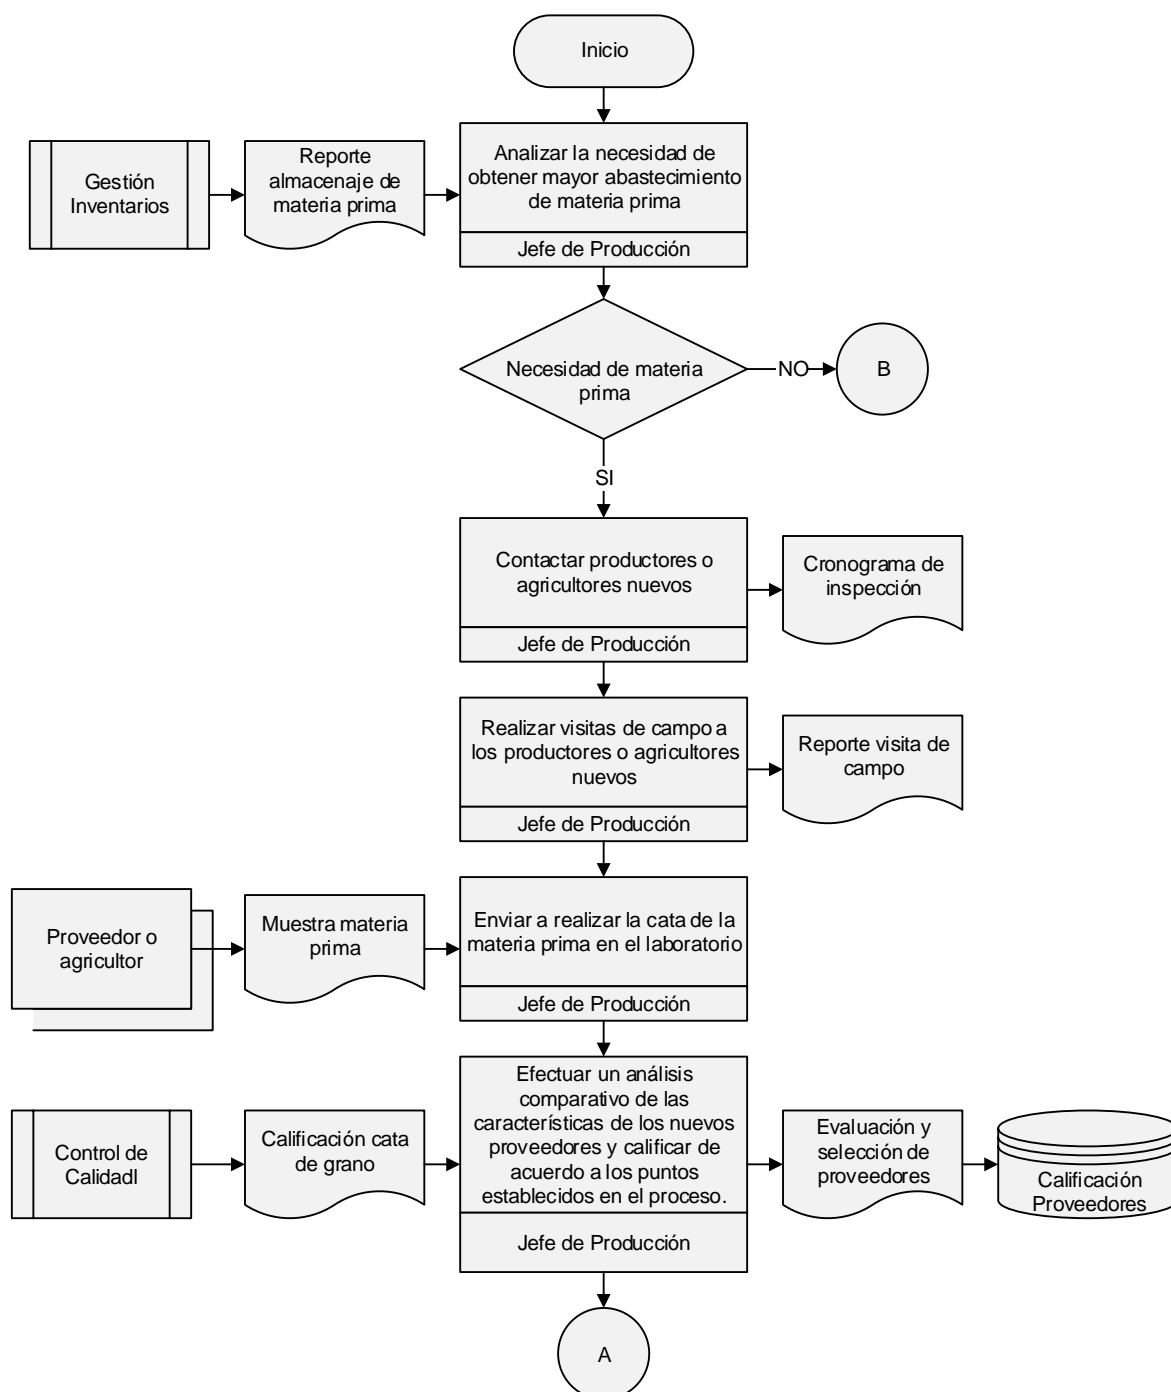 Inicio
Gestión
Inventarios
Reporte
almacenaje de
materia prima
Analizar la necesidad de
obtener mayor abastecimiento
de materia prima
Jefe de Producción
Necesidad de materia
prima
NO
B
SI
Contactar productores o
agricultores nuevos
Jefe de Producción
Cronograma de
inspección
Realizar visitas de campo a
los productores o agricultores
nuevos
Jefe de Producción
Reporte visita de
campo
Proveedor o
agricultor
Muestra materia
prima
Enviar a realizar la cata de la
materia prima en el laboratorio
Jefe de Producción
Control de
Calidadl
Calificación cata
de grano
Efectuar un análisis
comparativo de las
características de los nuevos
proveedores y calificar de
acuerdo a los puntos
establecidos en el proceso.
Jefe de Producción
Evaluación y
selección de
proveedores
Calificación
Proveedores
A